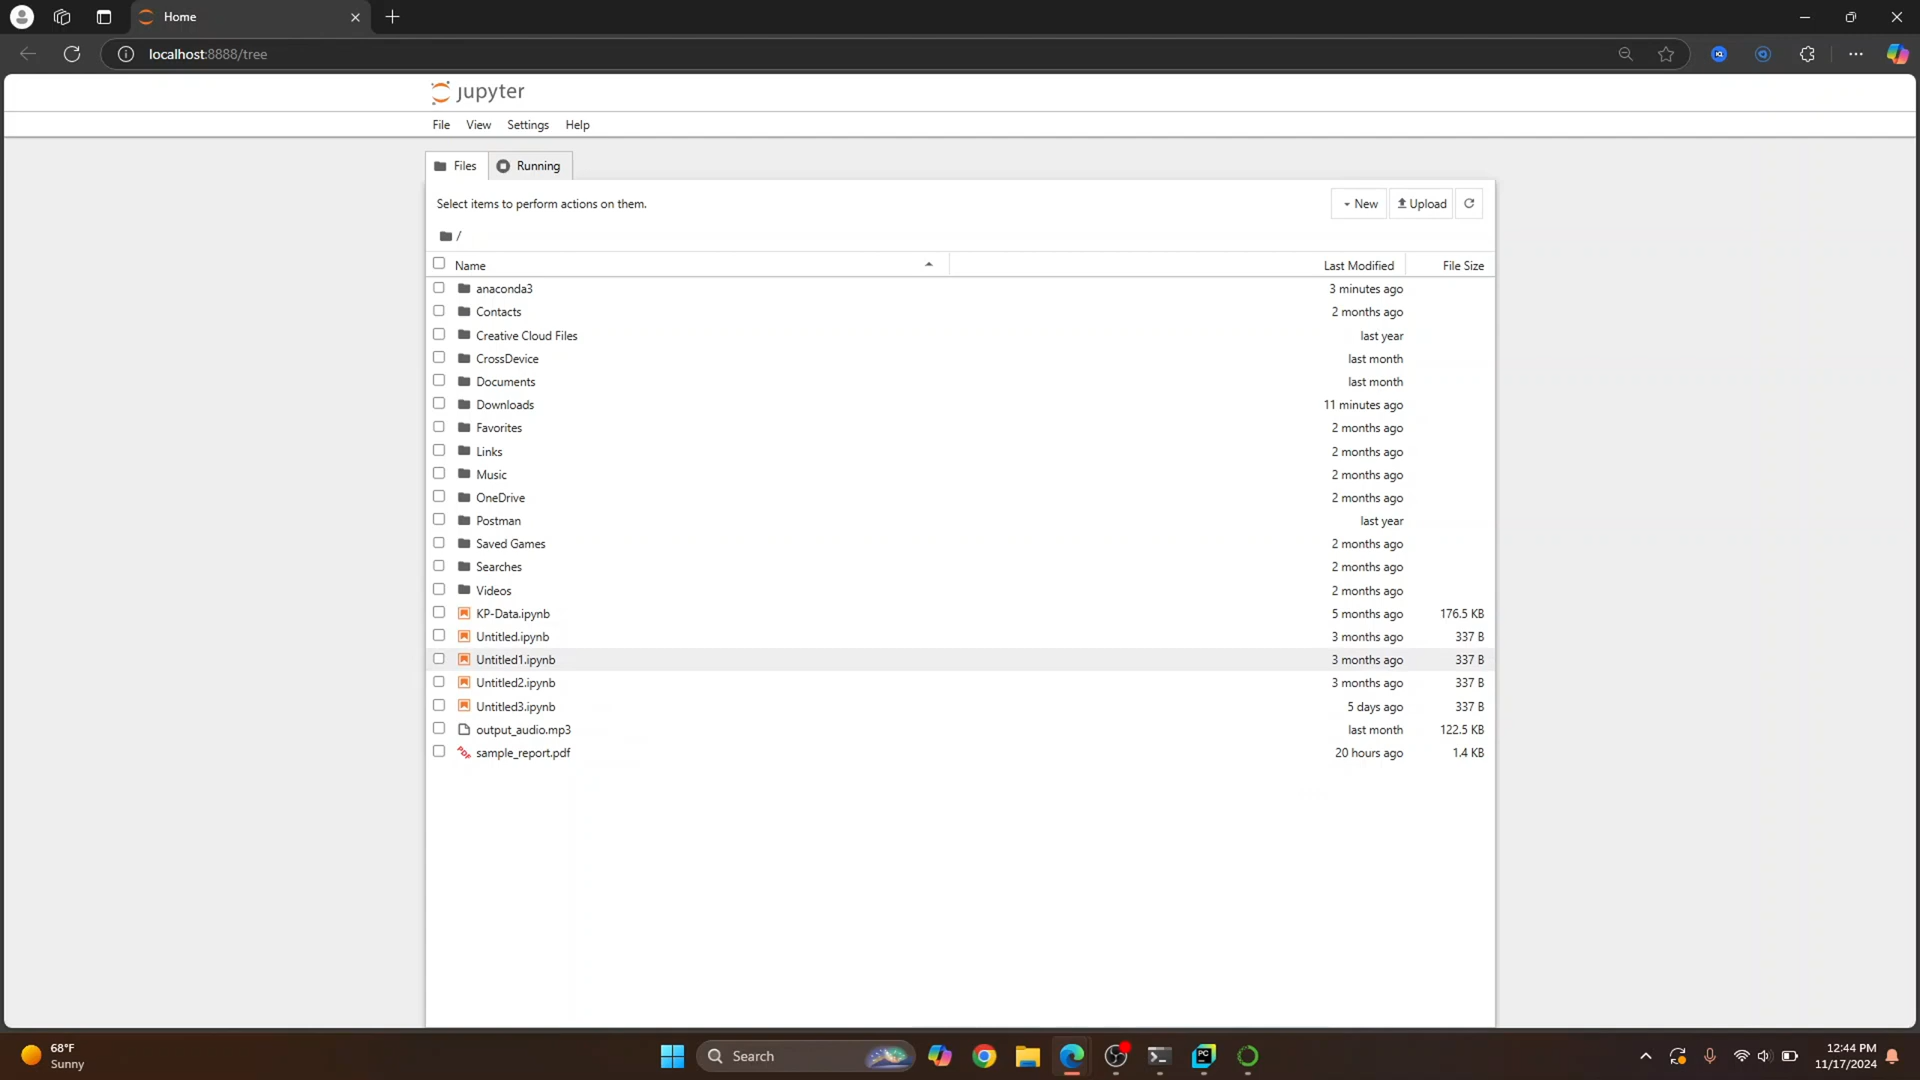 Home
localhost:8888/tree
jupyter
File View Settings Help
Files Running
Select items to perform actions on them.
New Upload
/
Name Last Modified File Size
anaconda3 3 minutes ago
Contacts 2 months ago
Creative Cloud Files last year
CrossDevice last month
Documents last month
Downloads 11 minutes ago
Favorites 2 months ago
Links 2 months ago
Music 2 months ago
OneDrive 2 months ago
Postman last year
Saved Games 2 months ago
Searches 2 months ago
Videos 2 months ago
KP-Data.ipynb 5 months ago 176.5 KB
Untitled.ipynb 3 months ago 337 B
Untitled1.ipynb 3 months ago 337 B
Untitled2.ipynb 3 months ago 337 B
Untitled3.ipynb 5 days ago 337 B
output_audio.mp3 last month 122.5 KB
PDF sample_report.pdf 20 hours ago 1.4 KB
68°F
Sunny
Search
PC
12:44 PM
11/17/2024